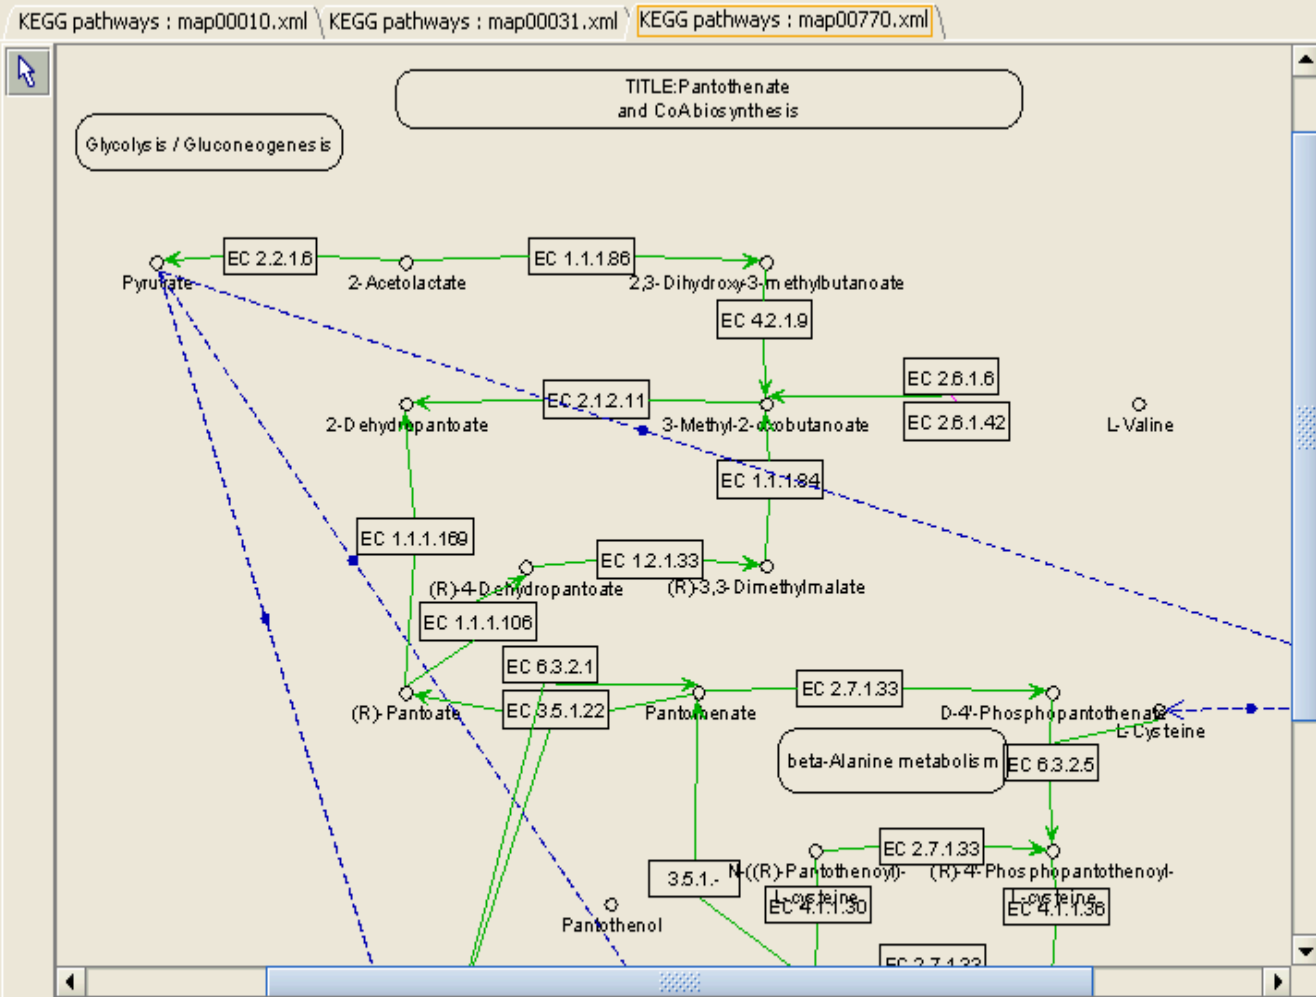 KEGG pathways : map00010.xml
KEGG pathways : map00031.xml
KEGG pathways : map00770.xml
TITLE:Pantothenate
and CoA biosynthesis
Glycolysis / Gluconeogenesis
EC 2.2.1.6
EC 1.1.1.86
Pyruvate
2-Acetolactate
2,3-Dihydroxy-3-methylbutanoate
EC 4.2.1.9
EC 2.6.1.6
EC 2.1.2.11
EC 2.6.1.42
2-Dehydropantoate
3-Methyl-2-oxobutanoate
L-Valine
EC 1.1.1.84
EC 1.1.1.169
EC 1.2.1.33
(R)-4-Dehydropantoate
(R)-3,3-Dimethylmalate
EC 1.1.1.106
EC 6.3.2.1
EC 2.7.1.33
EC 3.5.1.22
(R)-Pantoate
Pantothenate
D-4'-Phosphopantothenate
L-Cysteine
beta-Alanine metabolism
EC 6.3.2.5
EC 2.7.1.33
3.5.1.-
N-((R)-Pantothenoyl)-
L-cysteine
(R)-4'-Phosphopantothenoyl-
L-cysteine
EC 4.1.1.30
EC 4.1.1.36
Pantothenol
EC 2.7.1.33